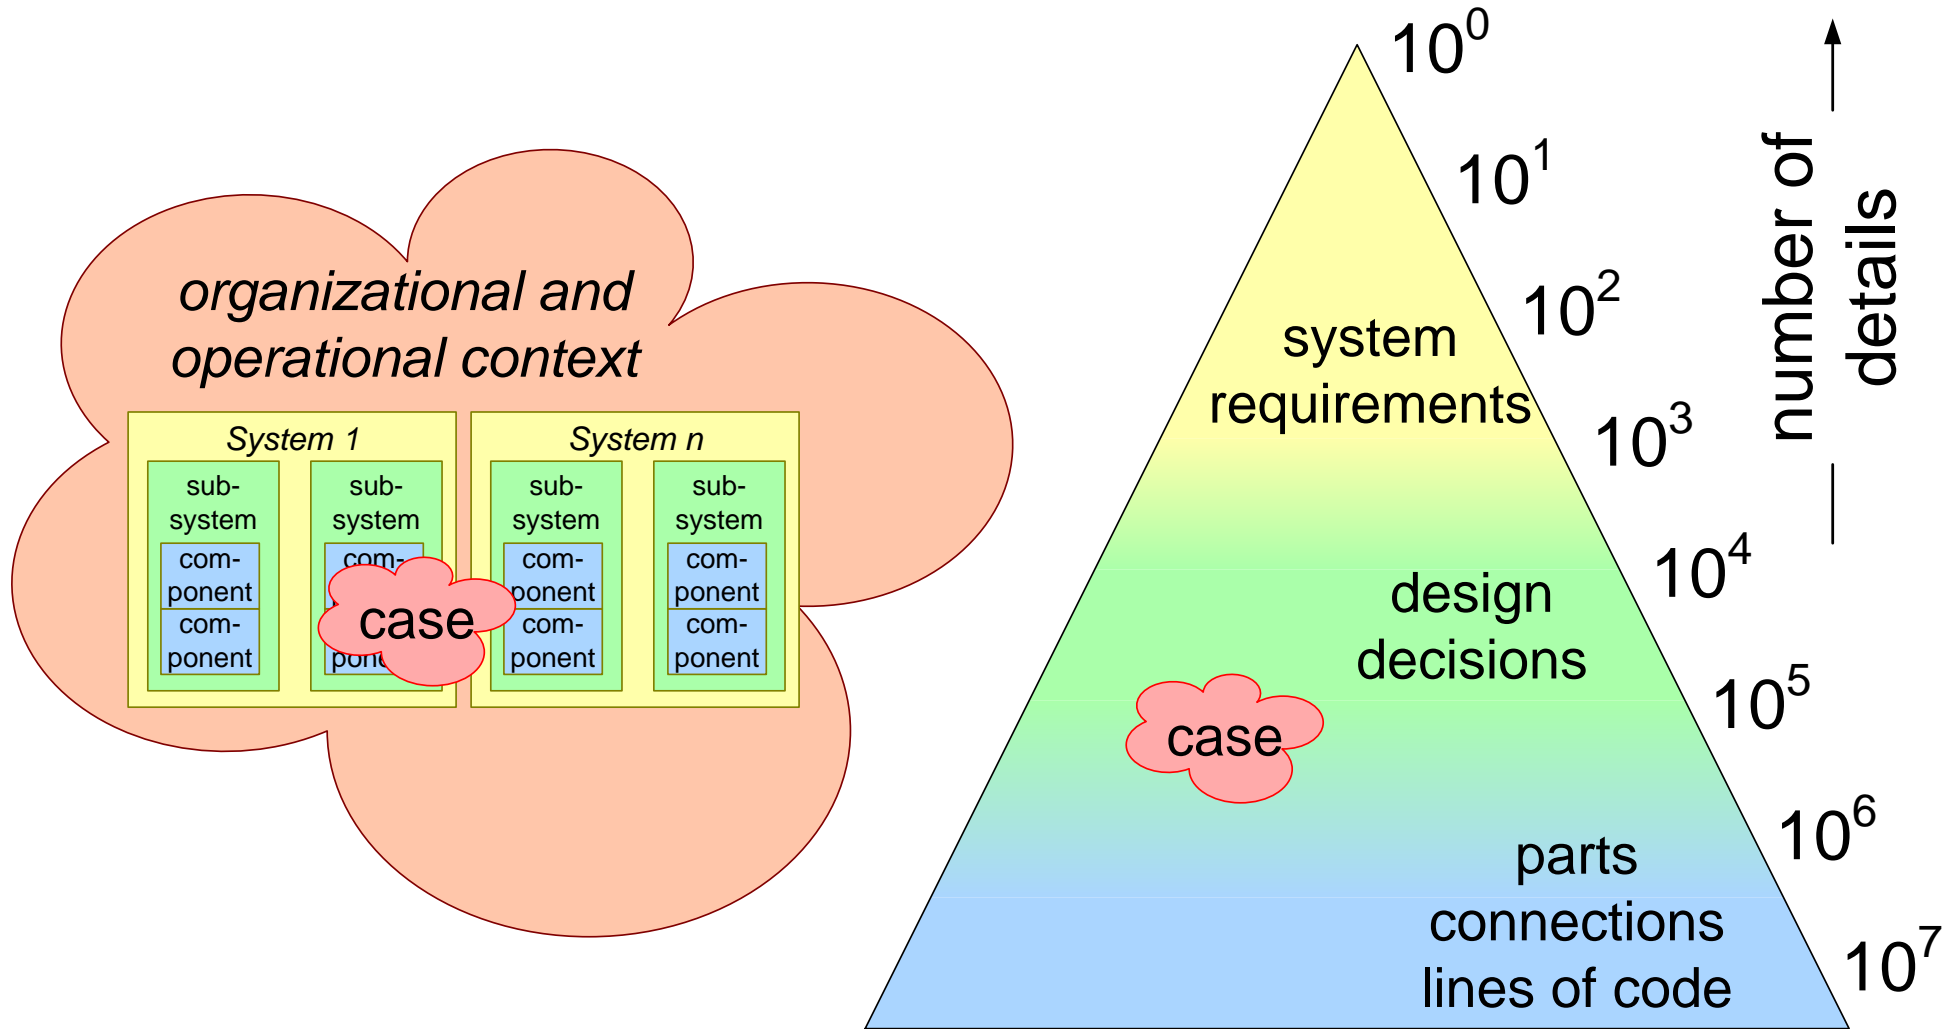 organizational and
operational context
System 1
sub-
system
com-
ponent
com-
ponent
sub-
system
com-
case
System n
sub-
system
com-
ponent
com-
ponent
sub-
system
com-
ponent
com-
ponent
10^0
10^1
10^2
10^3
10^4
10^5
10^6
10^7
number of
details
system
requirements
design
decisions
case
parts
connections
lines of code